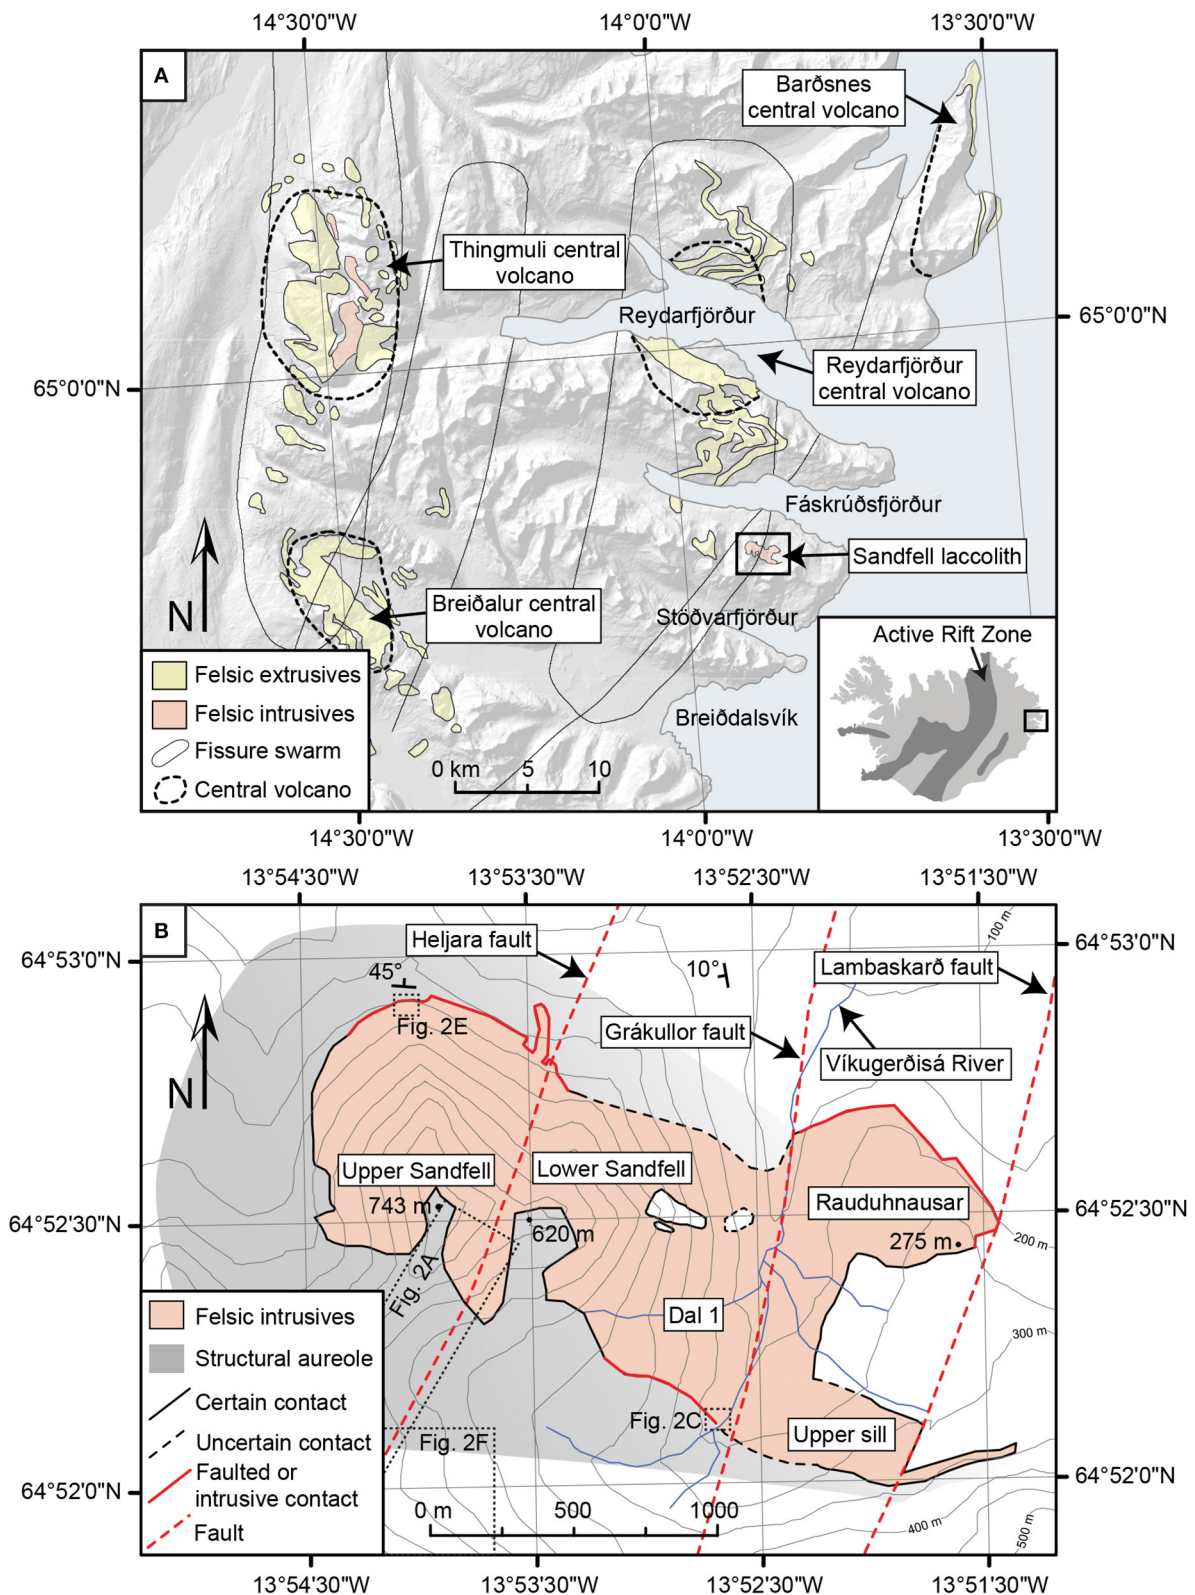 14°30'0"W
14°0'0"W
13°30'0"W
A
Barðsnes
central volcano
Thingmuli central
volcano
Reydarfjörður
65°0'0"N
Reydarfjörður
central volcano
65°0'0"N
Fáskrúðsfjörður
Sandfell laccolith
Stöðvarfjörður
Breiðalur central
volcano
N
Active Rift Zone
Felsic extrusives
Felsic intrusives
Fissure swarm
Central volcano
Breiðdalsvík
0 km
5
10
14°30'0"W
14°0'0"W
13°30'0"W
13°54'30"W
13°53'30"W
13°52'30"W
13°51'30"W
B
100 m
Heljara fault
64°53'0"N
64°53'0"N
45°
10°
Lambaskarð fault
Fig. 2E
Grákullor fault
Víkugerðisá River
N
Upper Sandfell
Lower Sandfell
Rauduhnausar
743 m
64°52'30"N
64°52'30"N
620 m
275 m
200 m
Fig. 2A
Felsic intrusives
Dal 1
300 m
Structural aureole
Certain contact
Fig. 2C
Uncertain contact
Fig. 2F
Upper sill
Faulted or
intrusive contact
64°52'0"N
64°52'0"N
0 m
500
1000
400 m
500 m
Fault
13°54'30"W
13°53'30"W
13°52'30"W
13°51'30"W